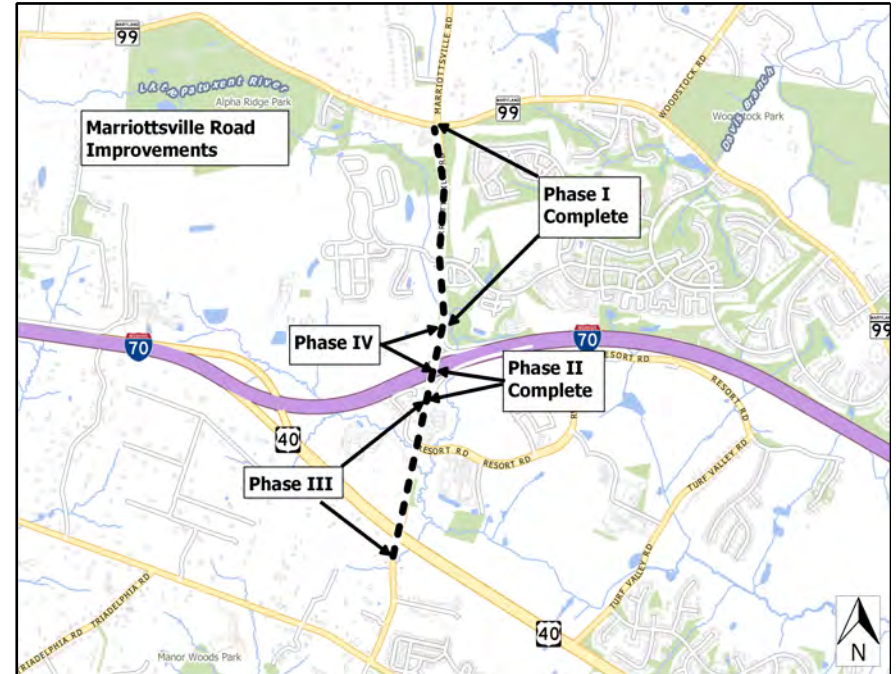 MARYLAND
99
MARRIOTTSVILLE RD
Little Patuxent River
Alpha Ridge Park
MARYLAND
99
WOODSTOCK RD
Davis Branch
Woodstock Park
Marriottsville Road
Improvements
Phase I
Complete
MARYLAND
99
70
Phase IV
70
RESORT RD
Phase II
Complete
RESORT RD
40
RESORT RD
RESORT RD
TURF VALLEY RD
Phase III
TURF VALLEY RD
TRIADELPHIA RD
TRIADELPHIA RD
Manor Woods Park
40
N